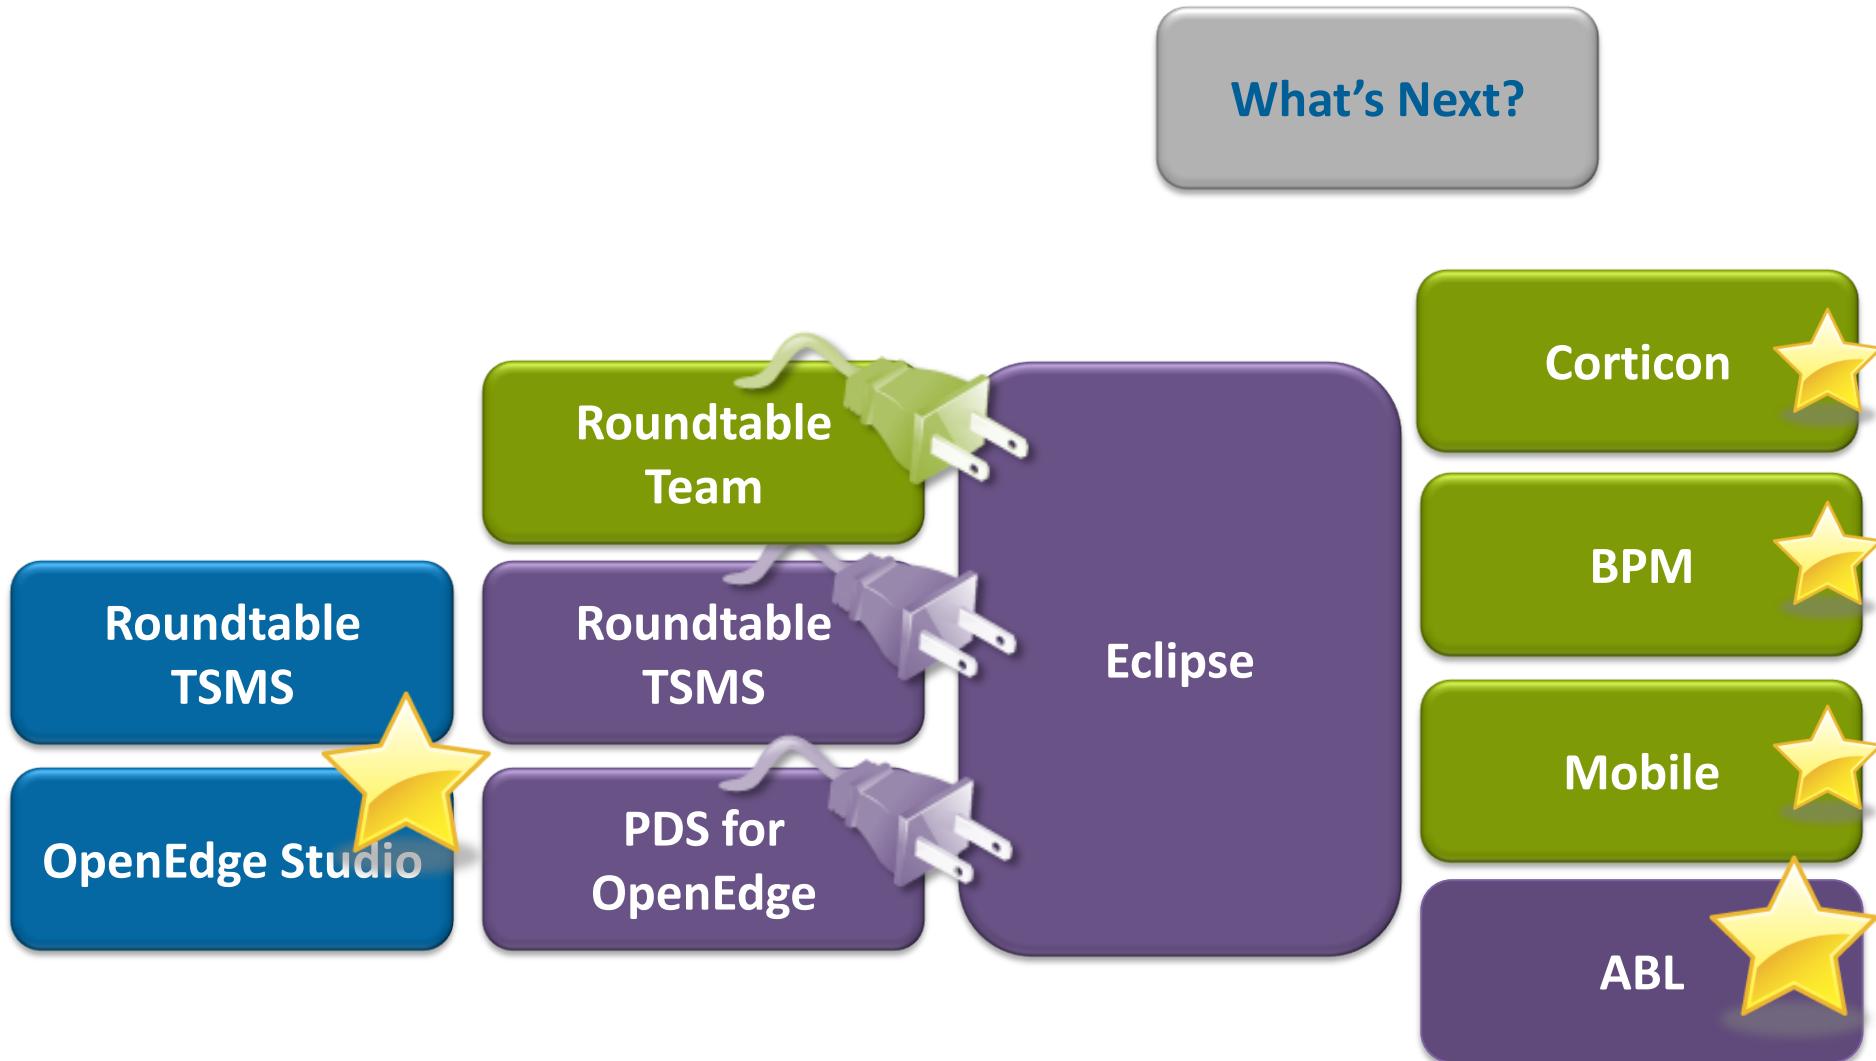 What's Next?
Roundtable
TSMS
OpenEdge Studio
Roundtable
Team
Roundtable
TSMS
PDS for
OpenEdge
Eclipse
Corticon
BPM
Mobile
ABL